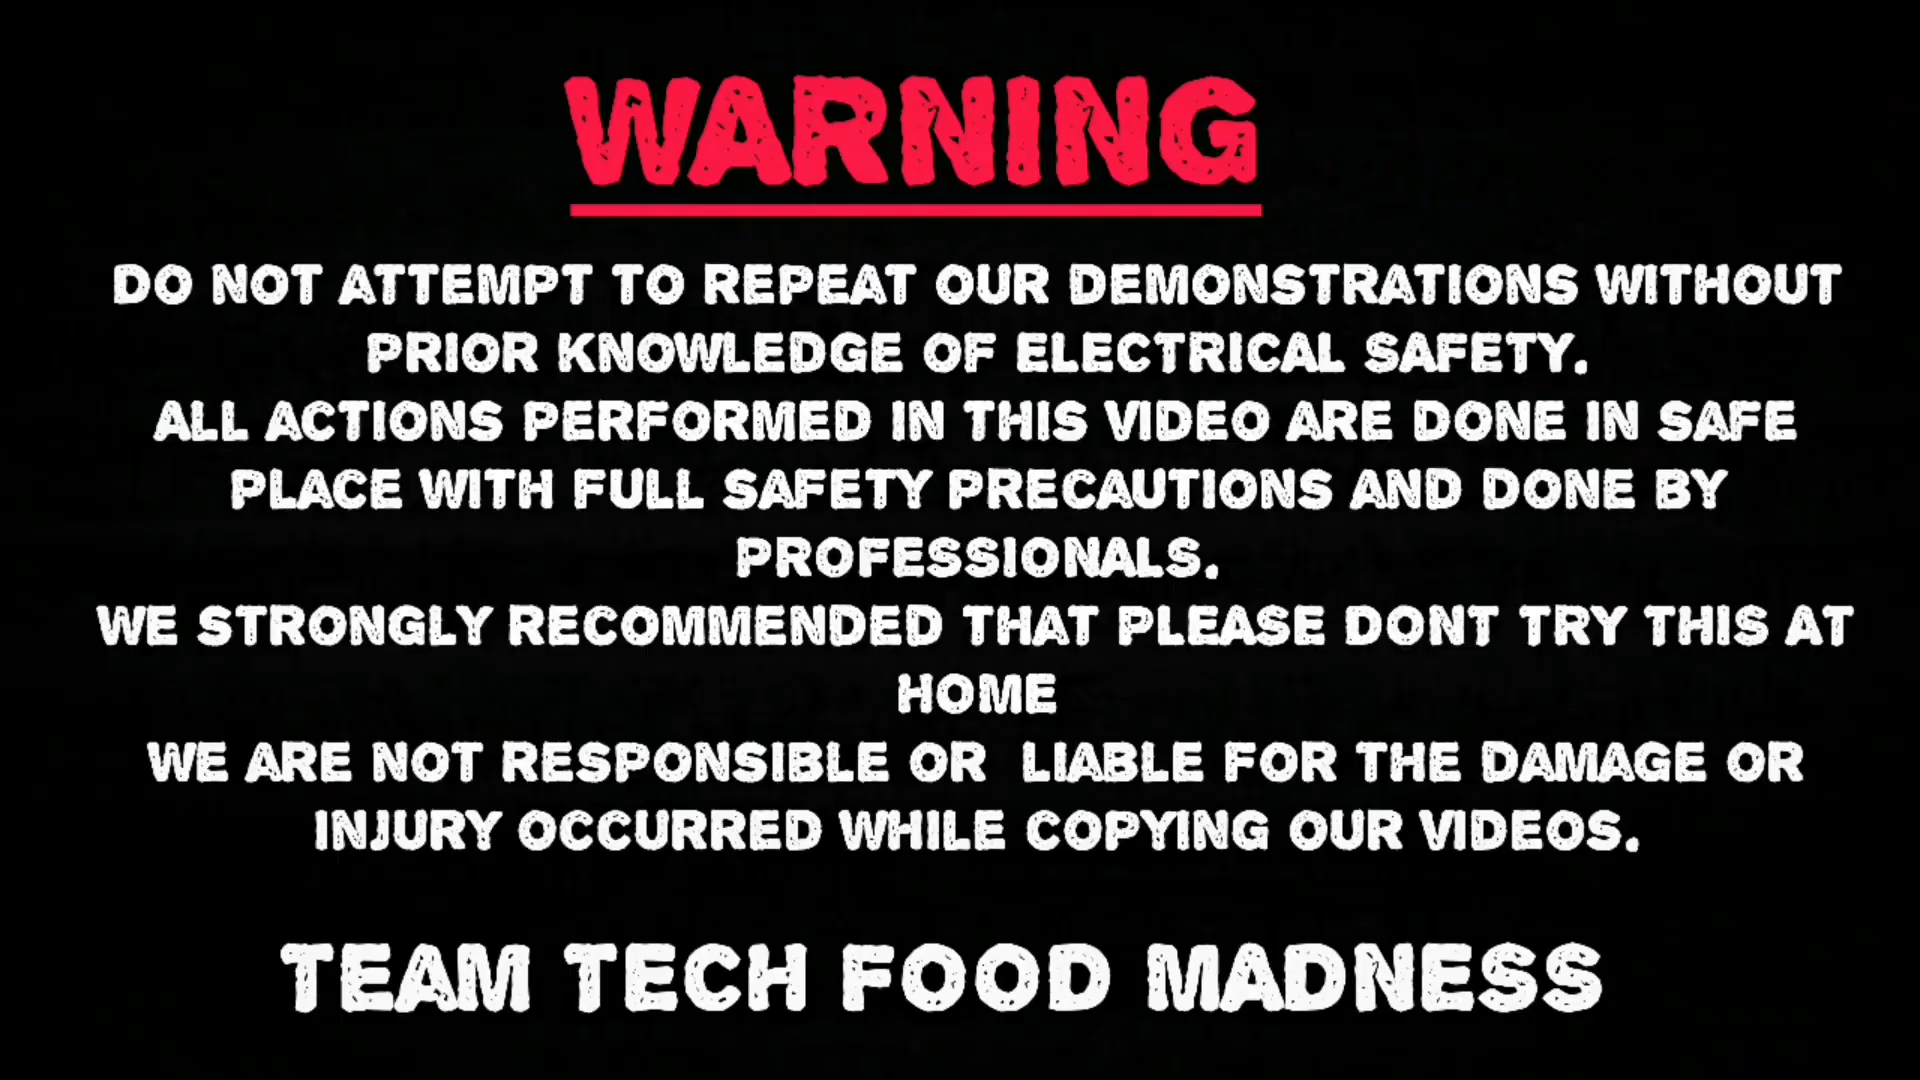 WARNING
DO NOT ATTEMPT TO REPEAT OUR DEMONSTRATIONS WITHOUT
PRIOR KNOWLEDGE OF ELECTRICAL SAFETY.
ALL ACTIONS PERFORMED IN THIS VIDEO ARE DONE IN SAFE
PLACE WITH FULL SAFETY PRECAUTIONS AND DONE BY
PROFESSIONALS.
WE STRONGLY RECOMMENDED THAT PLEASE DONT TRY THIS AT
HOME
WE ARE NOT RESPONSIBLE OR LIABLE FOR THE DAMAGE OR
INJURY OCCURRED WHILE COPYING OUR VIDEOS.
TEAM TECH FOOD MADNESS